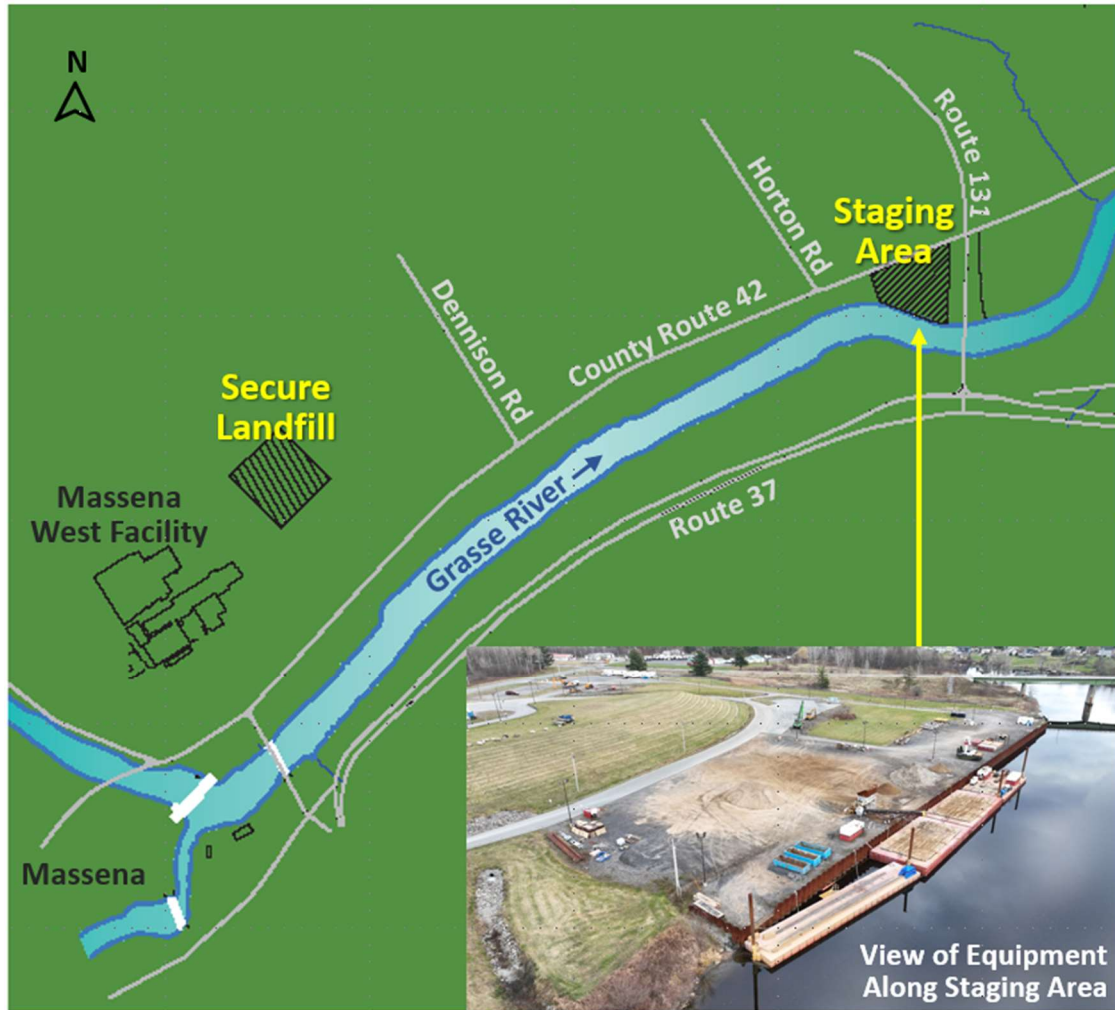 N
Route 131
Horton Rd
Staging
Area
Dennison Rd
County Route 42
Secure
Landfill
Massena
West Facility
Grasse River
Route 37
Massena
View of Equipment
Along Staging Area